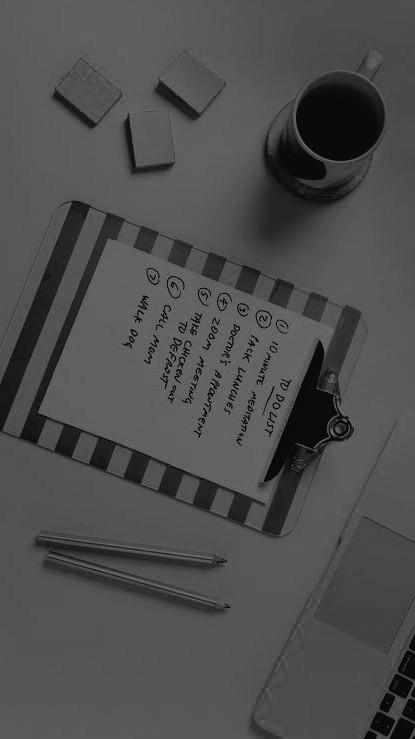 TO DO LIST
① 10 MINUTE MEDITATION
② PACK LUNCHES
③ DOCTOR'S APPOINTMENT
④ ZOOM MEETING
⑤ TAKE CHICKEN OUT
TO DEFROST
⑥ CALL MOM
⑦ WALK DOG